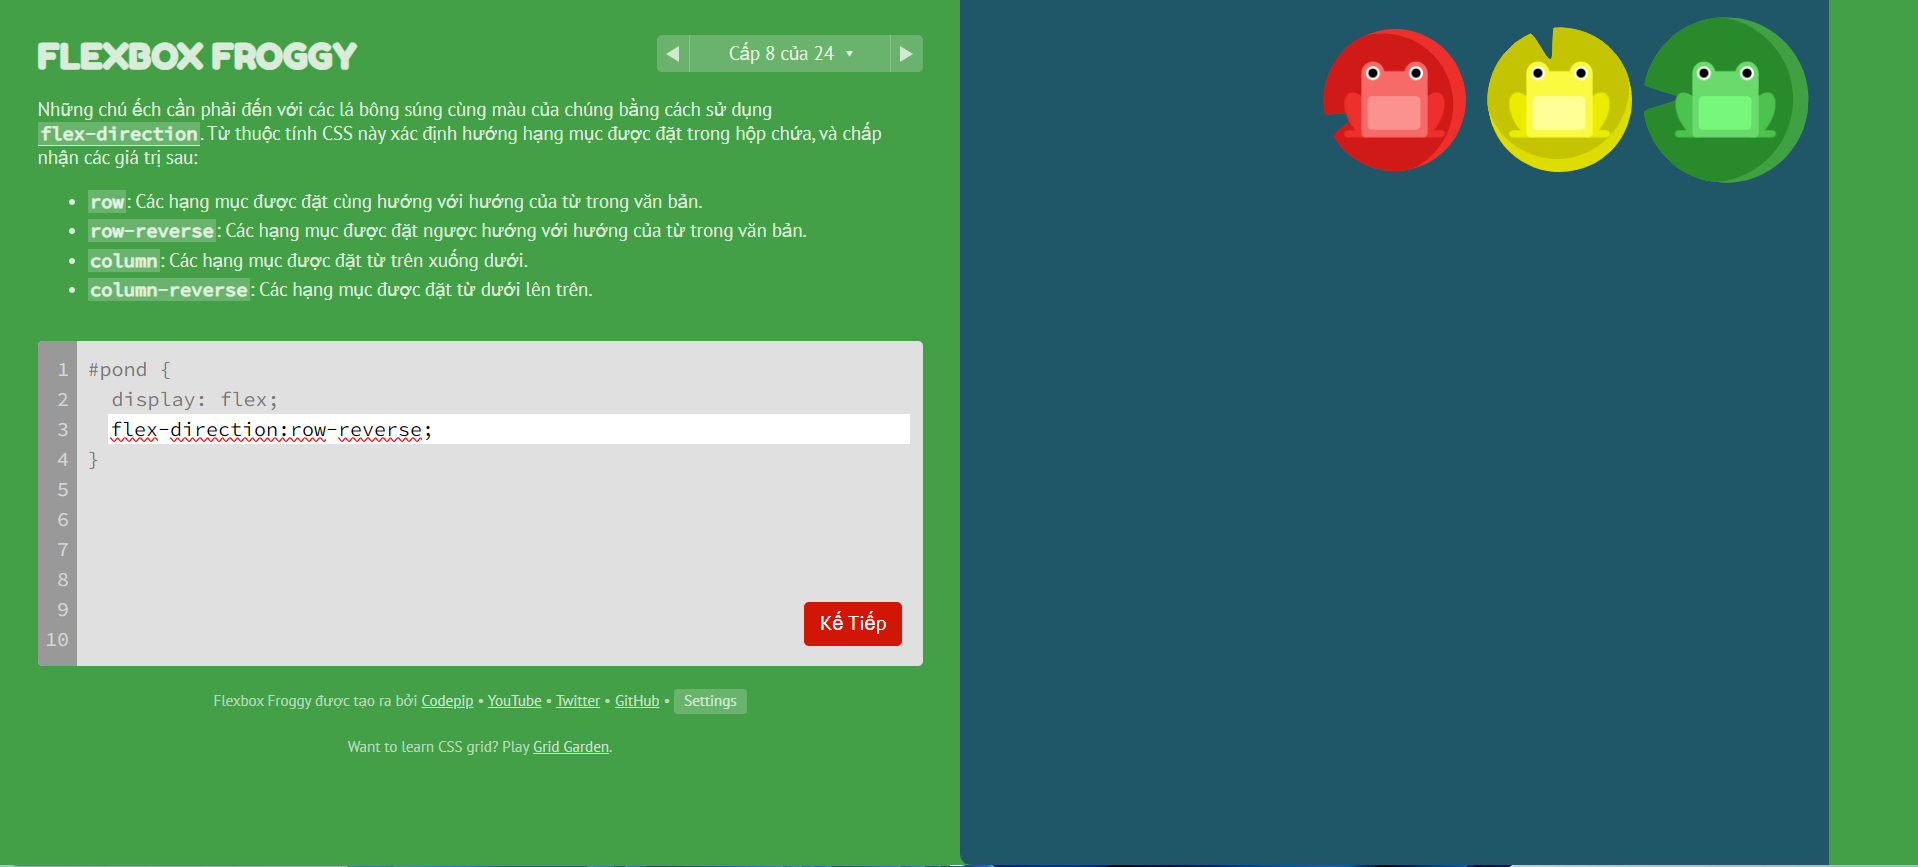 FLEXBOX FROGGY
Cấp 8 của 24
Những chú ếch cần phải đến với các lá bông súng cùng màu của chúng bằng cách sử dụng
flex-direction. Từ thuộc tính CSS này xác định hướng hạng mục được đặt trong hộp chứa, và chấp
nhận các giá trị sau:
• row: Các hạng mục được đặt cùng hướng với hướng của từ trong văn bản.
• row-reverse: Các hạng mục được đặt ngược hướng với hướng của từ trong văn bản.
• column: Các hạng mục được đặt từ trên xuống dưới.
• column-reverse: Các hạng mục được đặt từ dưới lên trên.
1 #pond {
2 display: flex;
3 flex-direction:row-reverse;
4 }
5
6
7
8
9
10
Kế Tiếp
Flexbox Froggy được tạo ra bởi Codepip • YouTube • Twitter • GitHub • Settings
Want to learn CSS grid? Play Grid Garden.